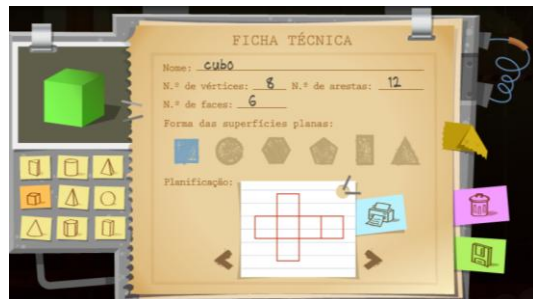 FICHA TÉCNICA
Nome: cubo
N.º de vértices: 8 N.º de arestas: 12
N.º de faces: 6
Forma das superfícies planas:
Planificação: